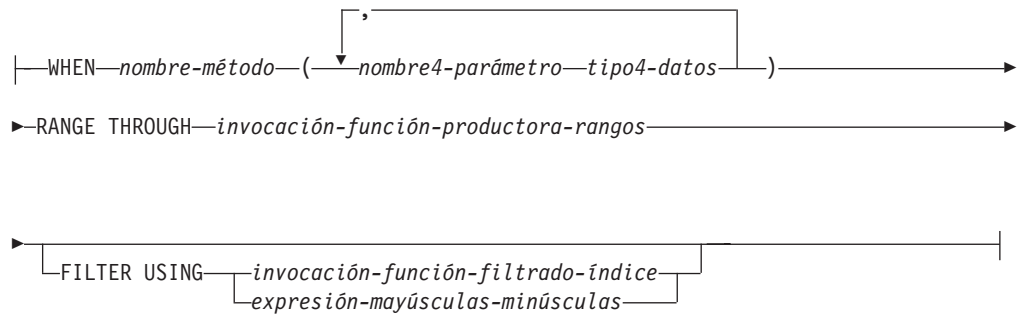 ,
WHEN nombre-método ( nombre4-parámetro tipo4-datos )
RANGE THROUGH invocación-función-productora-rangos
FILTER USING invocación-función-filtrado-índice
expresión-mayúsculas-minúsculas